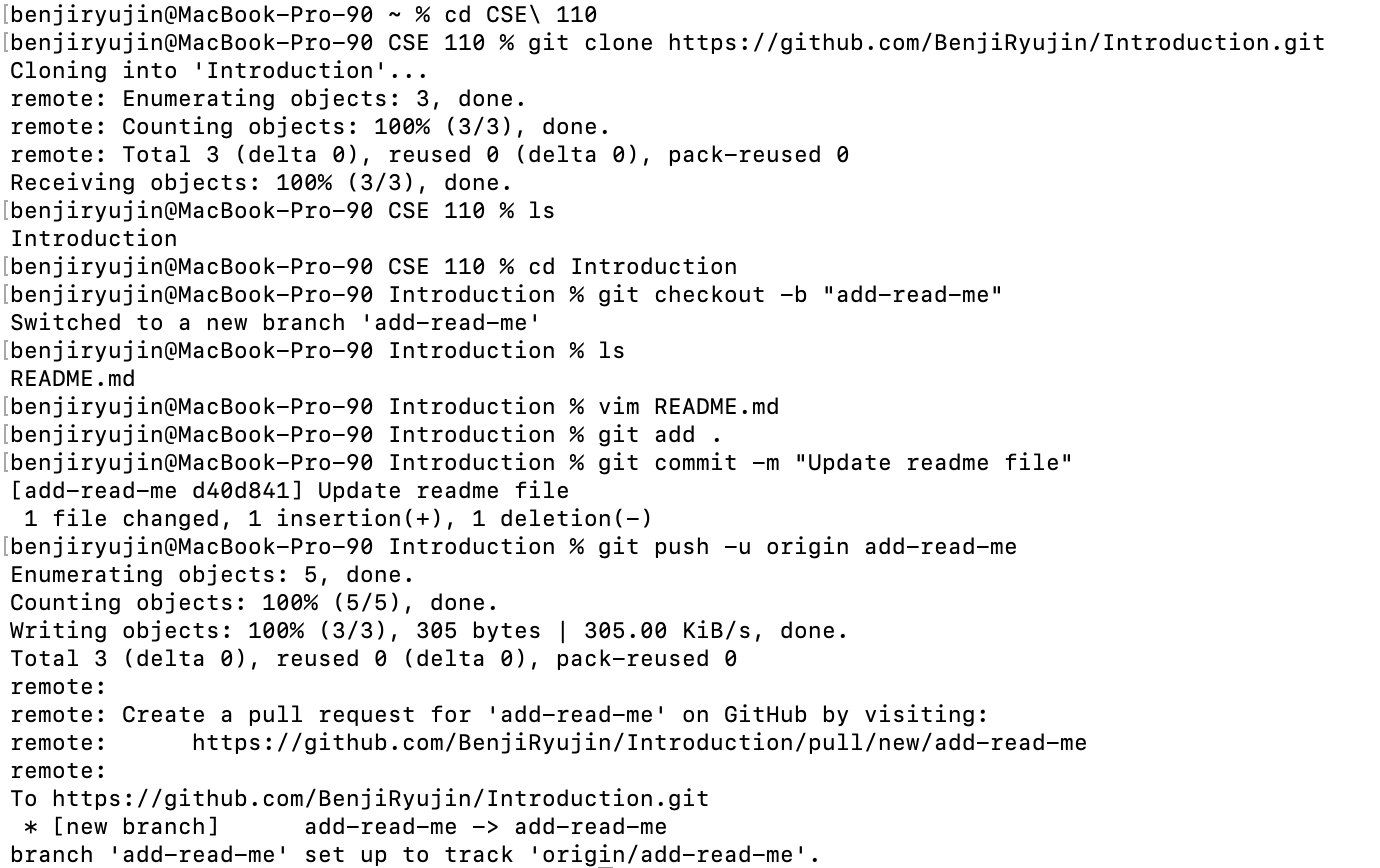 [benjiryujin@MacBook-Pro-90 ~ % cd CSE\ 110
[benjiryujin@MacBook-Pro-90 CSE 110 % git clone https://github.com/BenjiRyujin/Introduction.git
Cloning into 'Introduction'...
remote: Enumerating objects: 3, done.
remote: Counting objects: 100% (3/3), done.
remote: Total 3 (delta 0), reused 0 (delta 0), pack-reused 0
Receiving objects: 100% (3/3), done.
[benjiryujin@MacBook-Pro-90 CSE 110 % ls
Introduction
[benjiryujin@MacBook-Pro-90 CSE 110 % cd Introduction
[benjiryujin@MacBook-Pro-90 Introduction % git checkout -b "add-read-me"
Switched to a new branch 'add-read-me'
[benjiryujin@MacBook-Pro-90 Introduction % ls
README.md
[benjiryujin@MacBook-Pro-90 Introduction % vim README.md
[benjiryujin@MacBook-Pro-90 Introduction % git add .
[benjiryujin@MacBook-Pro-90 Introduction % git commit -m "Update readme file"
[add-read-me d40d841] Update readme file
 1 file changed, 1 insertion(+), 1 deletion(-)
[benjiryujin@MacBook-Pro-90 Introduction % git push -u origin add-read-me
Enumerating objects: 5, done.
Counting objects: 100% (5/5), done.
Writing objects: 100% (3/3), 305 bytes | 305.00 KiB/s, done.
Total 3 (delta 0), reused 0 (delta 0), pack-reused 0
remote:
remote: Create a pull request for 'add-read-me' on GitHub by visiting:
remote:      https://github.com/BenjiRyujin/Introduction/pull/new/add-read-me
remote:
To https://github.com/BenjiRyujin/Introduction.git
 * [new branch]      add-read-me -> add-read-me
branch 'add-read-me' set up to track 'origin/add-read-me'.